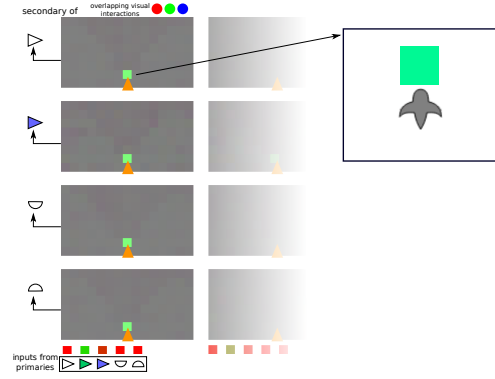 secondary of
overlapping visual
interactions
inputs from
primaries